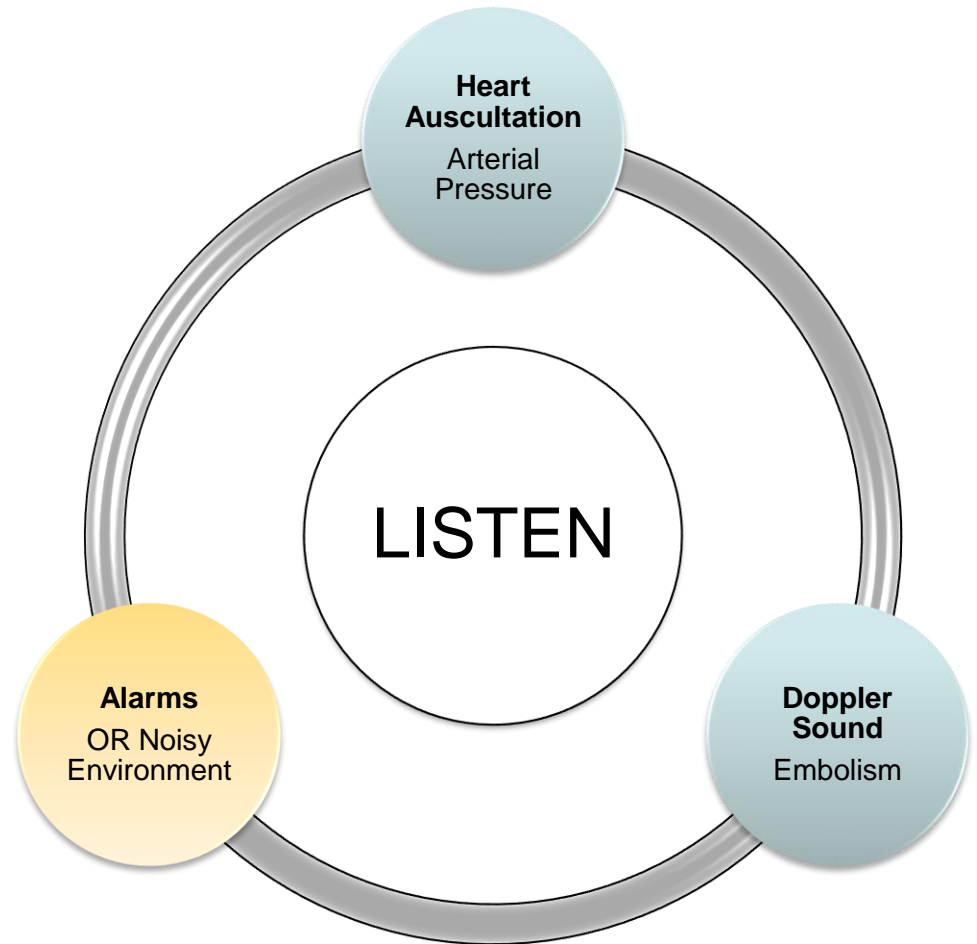 Heart
Auscultation
Arterial
Pressure
LISTEN
Alarms
OR Noisy
Environment
Doppler
Sound
Embolism